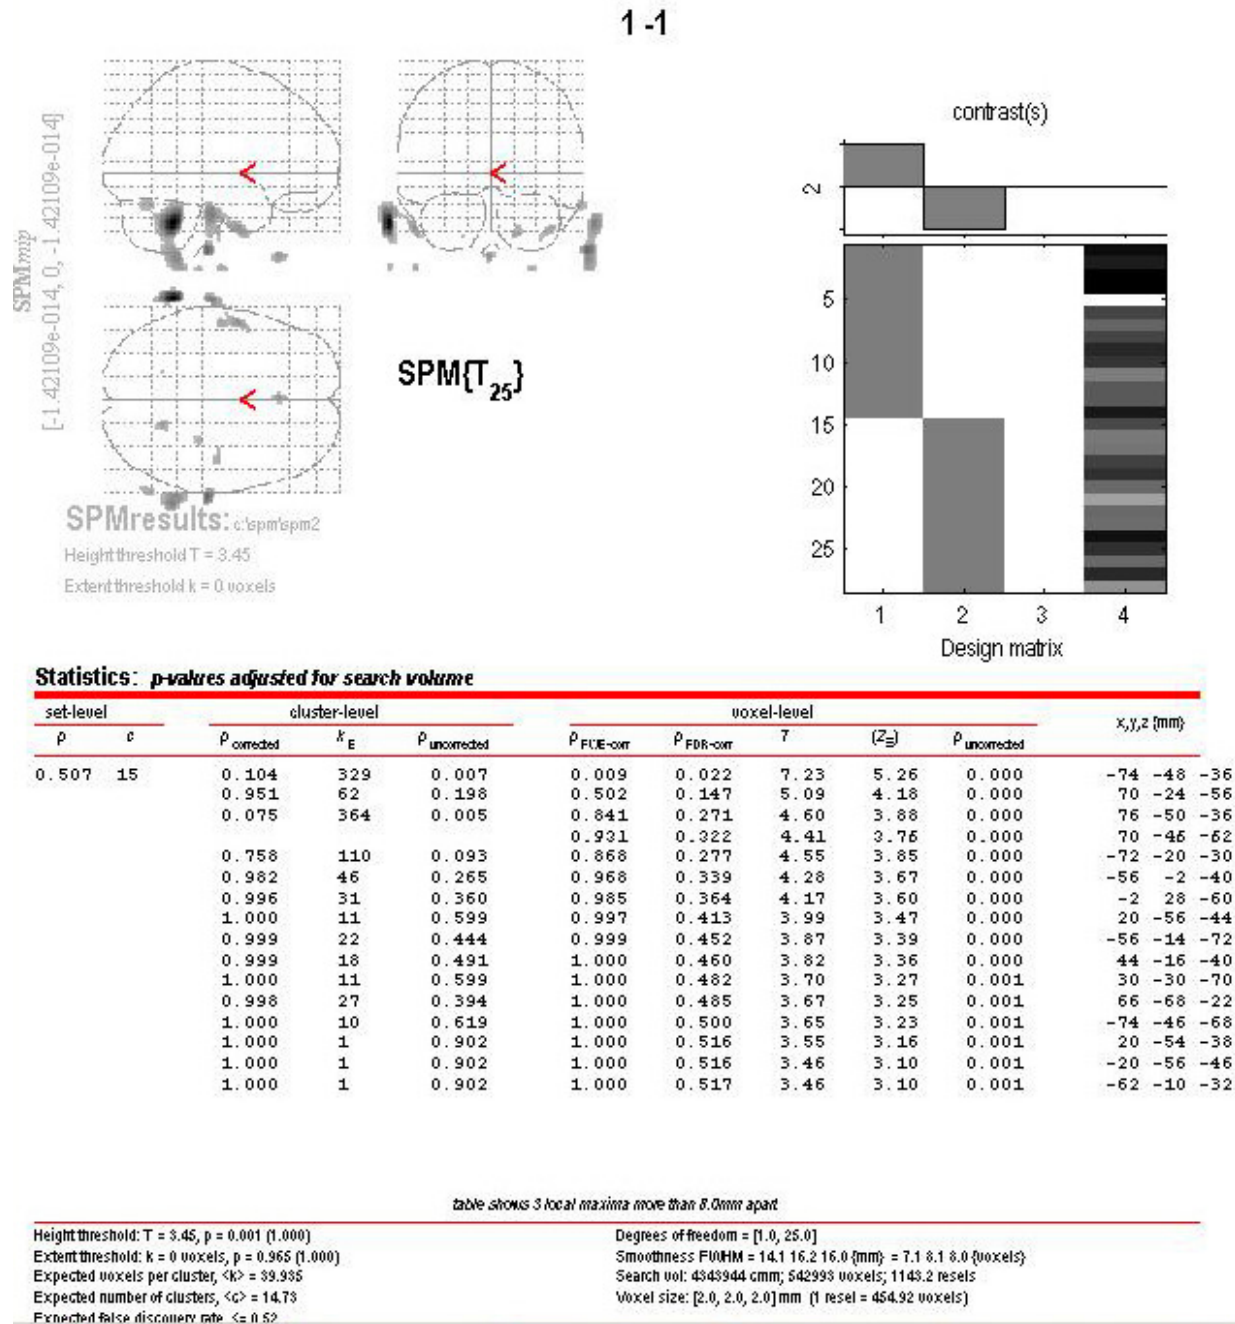 1 -1
SPMmip
[-1.42109e-014, 0, -1.42109e-014]
SPM{T25}
SPMresults: c:\spm\spm2
Height threshold T = 3.45
Extent threshold k = 0 voxels
contrast(s)
2
5
10
15
20
25
1 2 3 4
Design matrix
Statistics: p-values adjusted for search volume
set-level cluster-level voxel-level x,y,z {mm}
p c p corrected k E p uncorrected p FWE-corr p FDR-corr T (Z≡) p uncorrected
0.507 15 0.104 329 0.007 0.009 0.022 7.23 5.26 0.000 -74 -48 -36
0.951 62 0.198 0.502 0.147 5.09 4.18 0.000 70 -24 -56
0.075 364 0.005 0.841 0.271 4.60 3.88 0.000 76 -50 -36
0.931 0.322 4.41 3.76 0.000 70 -46 -62
0.758 110 0.093 0.868 0.277 4.55 3.85 0.000 -72 -20 -30
0.982 46 0.265 0.968 0.339 4.28 3.67 0.000 -56 -2 -40
0.996 31 0.360 0.985 0.364 4.17 3.60 0.000 -2 28 -60
1.000 11 0.599 0.997 0.413 3.99 3.47 0.000 20 -56 -44
0.999 22 0.444 0.999 0.452 3.87 3.39 0.000 -56 -14 -72
0.999 18 0.491 1.000 0.460 3.82 3.36 0.000 44 -16 -40
1.000 11 0.599 1.000 0.482 3.70 3.27 0.001 30 -30 -70
0.998 27 0.394 1.000 0.485 3.67 3.25 0.001 66 -68 -22
1.000 10 0.619 1.000 0.500 3.65 3.23 0.001 -74 -46 -68
1.000 1 0.902 1.000 0.516 3.55 3.16 0.001 20 -54 -38
1.000 1 0.902 1.000 0.516 3.46 3.10 0.001 -20 -56 -46
1.000 1 0.902 1.000 0.517 3.46 3.10 0.001 -62 -10 -32
table shows 3 local maxima more than 8.0mm apart
Height threshold: T = 3.45, p = 0.001 (1.000)
Extent threshold: k = 0 voxels, p = 0.965 (1.000)
Expected voxels per cluster, <k> = 39.935
Expected number of clusters, <c> = 14.73
Expected false discovery rate, <= 0.52
Degrees of freedom = [1.0, 25.0]
Smoothness FWHM = 14.1 16.2 16.0 {mm} = 7.1 8.1 8.0 {voxels}
Search vol: 4343944 cmm; 542993 voxels; 1143.2 resels
Voxel size: [2.0, 2.0, 2.0] mm (1 resel = 454.92 voxels)